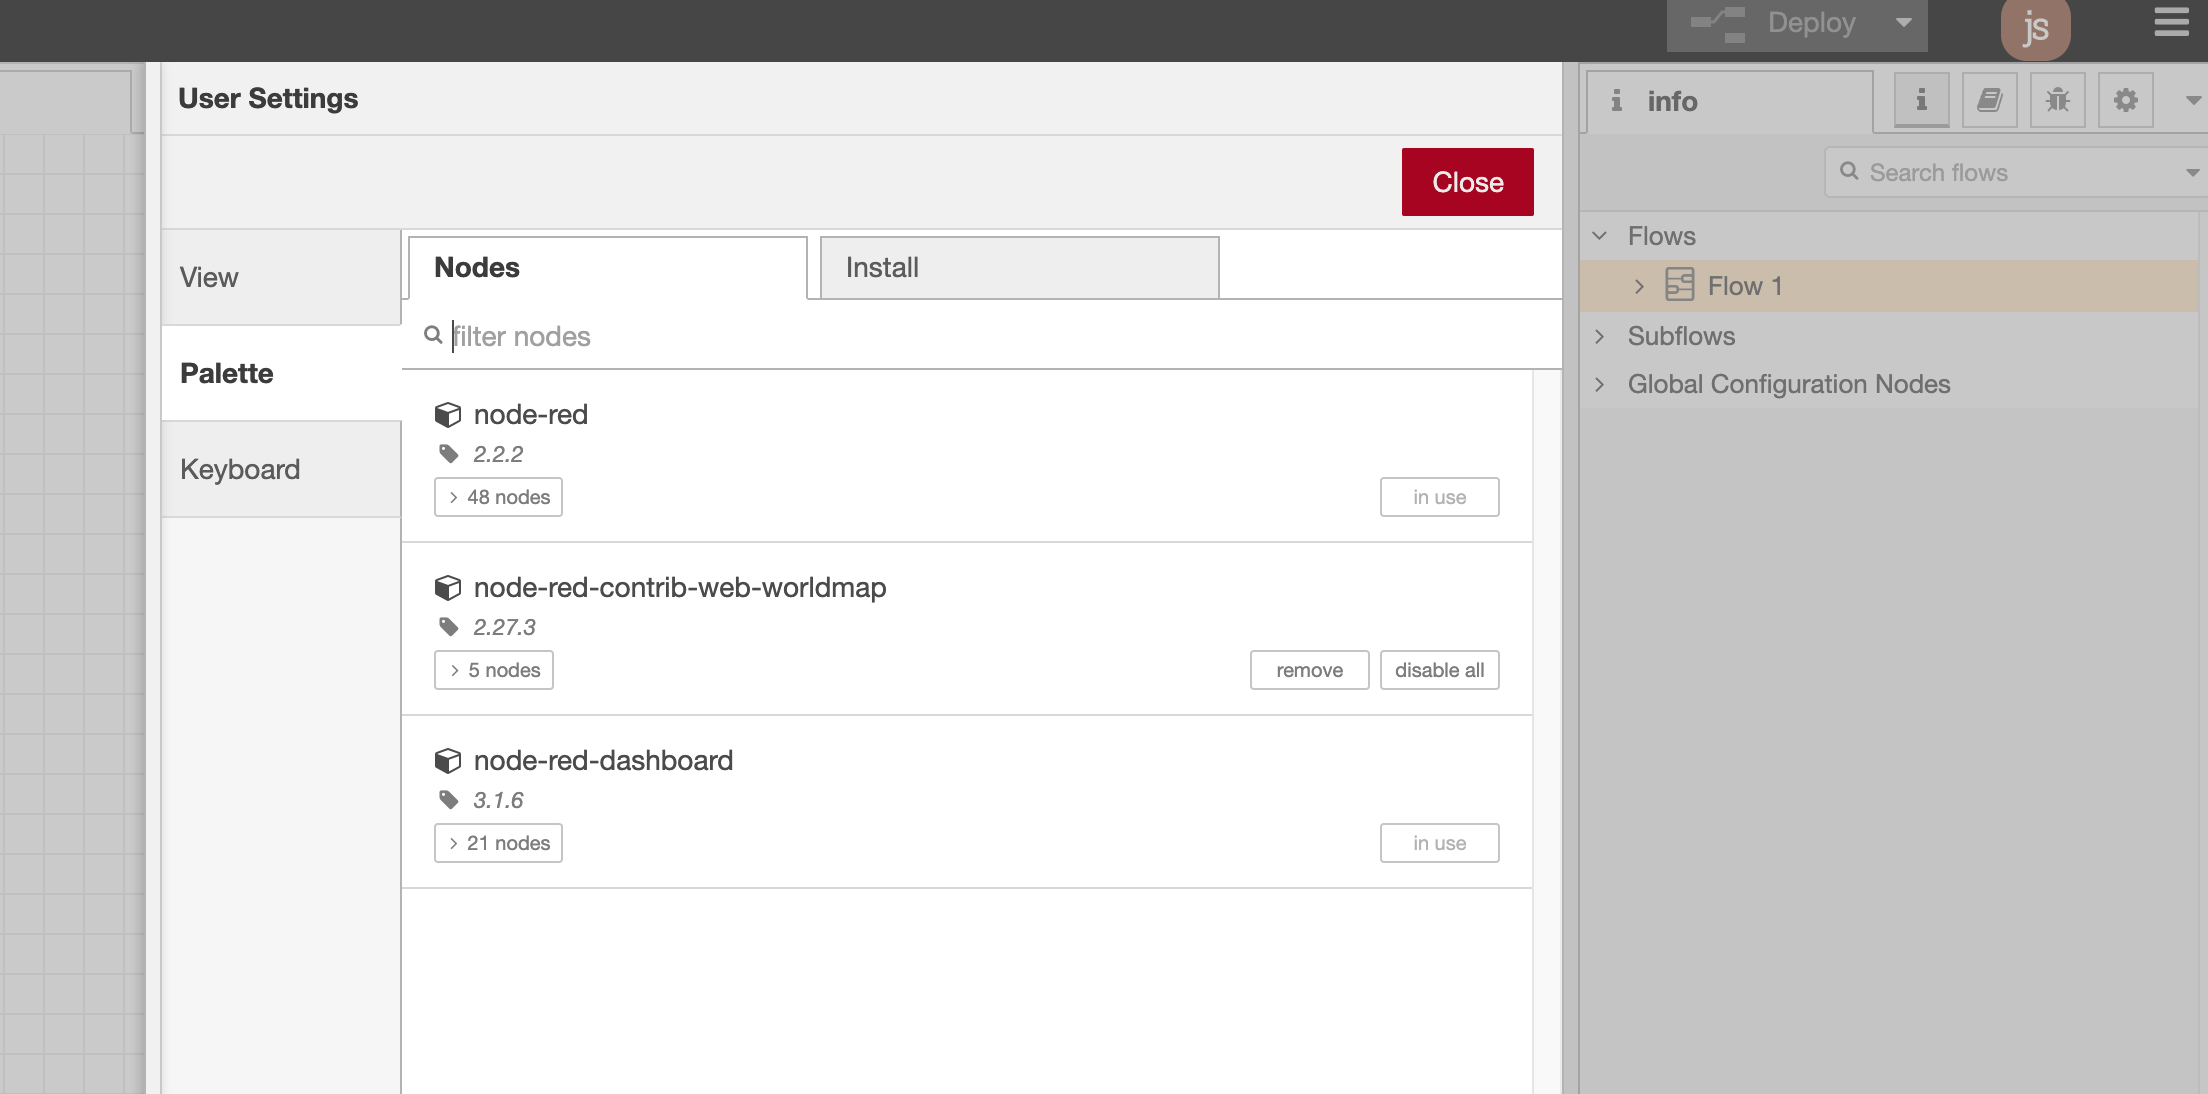 Deploy
js
User Settings
Close
View
Palette
Keyboard
Nodes
Install
filter nodes
node-red
2.2.2
48 nodes
in use
node-red-contrib-web-worldmap
2.27.3
5 nodes
remove
disable all
node-red-dashboard
3.1.6
21 nodes
in use
info
Search flows
Flows
Flow 1
Subflows
Global Configuration Nodes